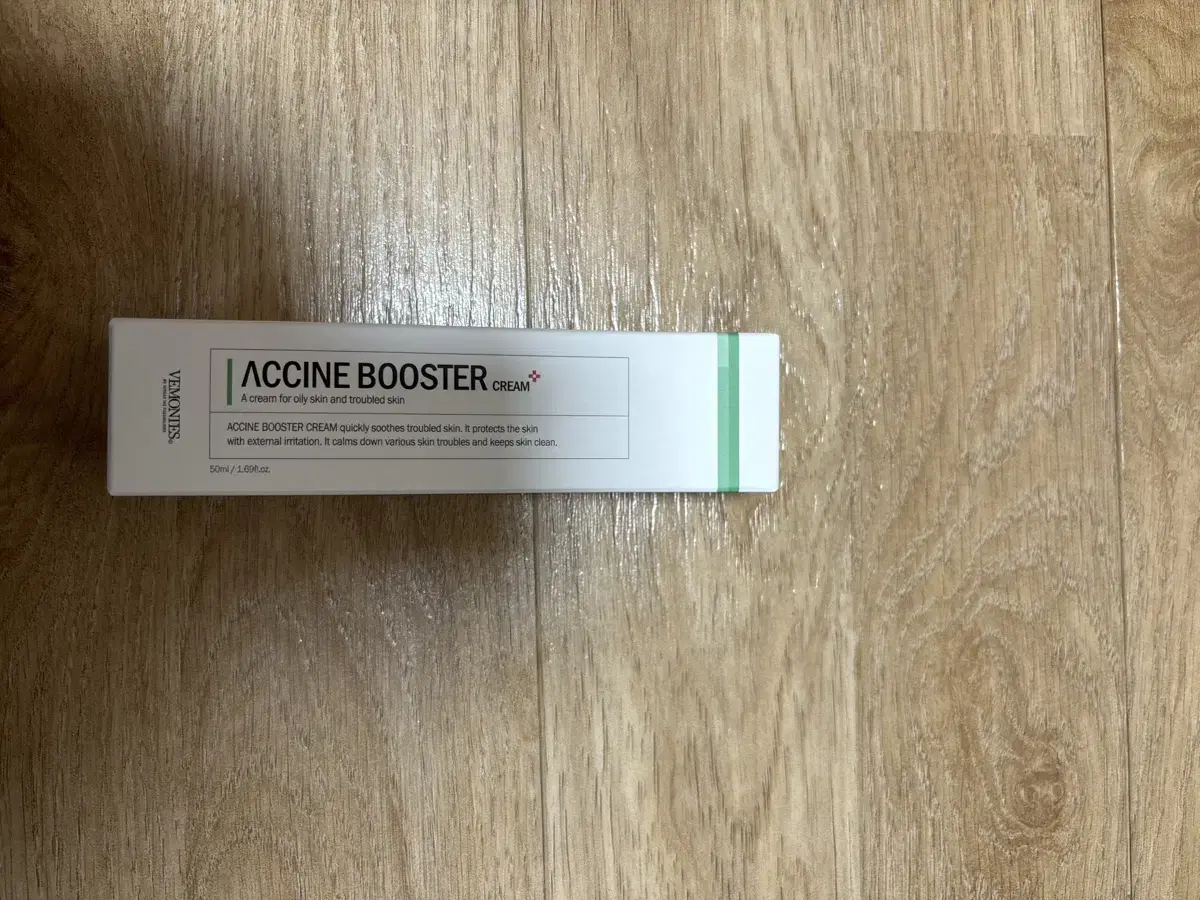 VEMONTES.
ACCINE BOOSTER CREAM
A cream for oily skin and troubled skin
ACCINE BOOSTER CREAM quickly soothes troubled skin. It protects the skin
with external irritation. It calms down various skin troubles and keeps skin clean.
50ml / 1.69fl.oz.